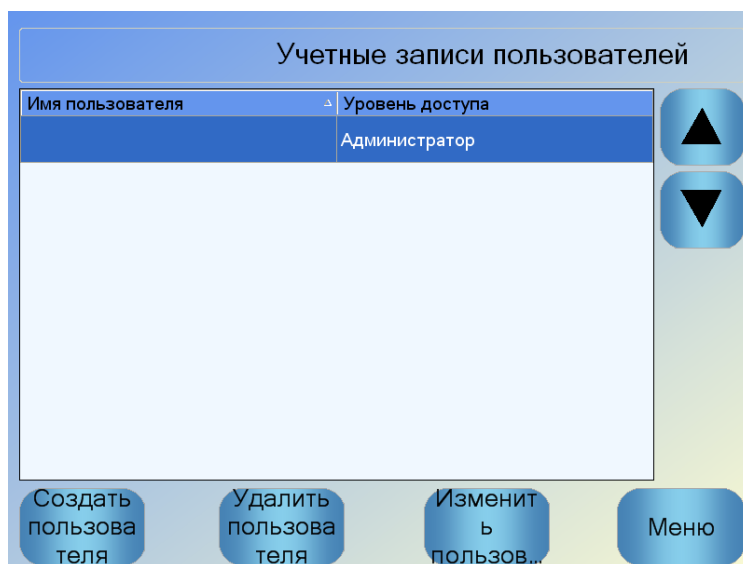 Учетные записи пользователей
Имя пользователя Уровень доступа
Администратор
Создать
пользова
теля
Удалить
пользова
теля
Изменит
ь
пользов...
Меню